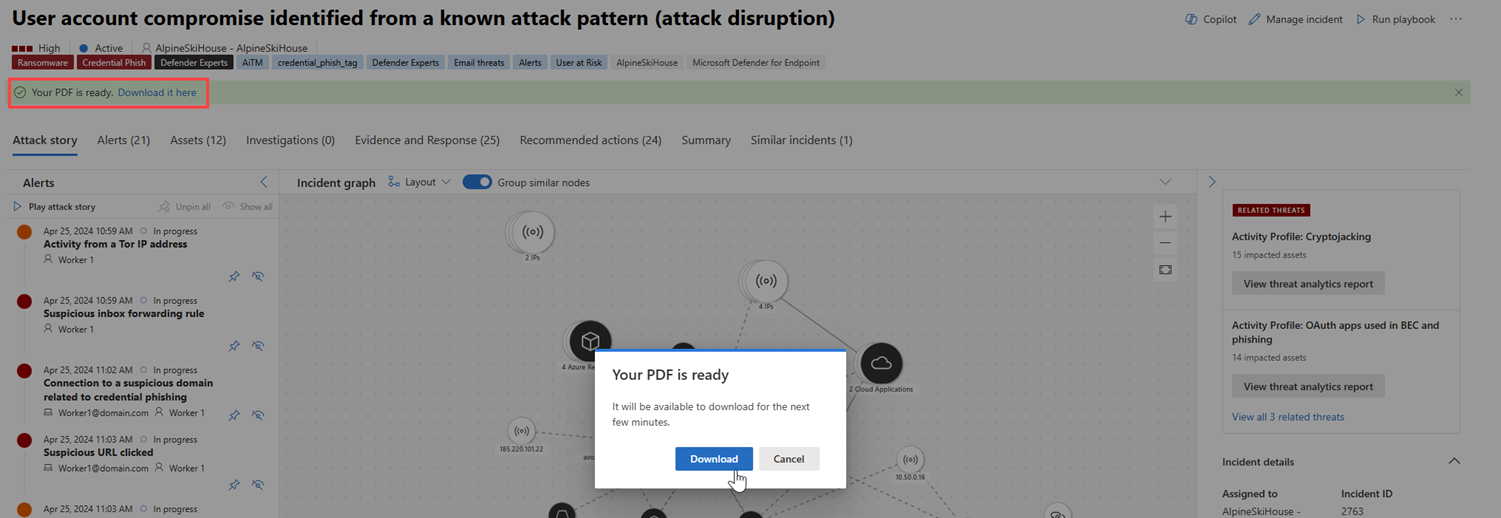 User account compromise identified from a known attack pattern (attack disruption)
Copilot Manage incident Run playbook ...
High Active AlpineSkiHouse - AlpineSkiHouse
Ransomware Credential Phish Defender Experts AiTM credential_phish_tag Defender Experts Email threats Alerts User at Risk AlpineSkiHouse Microsoft Defender for Endpoint
Your PDF is ready. Download it here
Attack story Alerts (21) Assets (12) Investigations (0) Evidence and Response (25) Recommended actions (24) Summary Similar incidents (1)
Alerts
Play attack story Unpin all Show all
Apr 25, 2024 10:59 AM In progress
Activity from a Tor IP address
Worker 1
Apr 25, 2024 10:59 AM In progress
Suspicious inbox forwarding rule
Worker 1
Apr 25, 2024 11:02 AM In progress
Connection to a suspicious domain
related to credential phishing
Worker1@domain.com Worker 1
Apr 25, 2024 11:03 AM In progress
Suspicious URL clicked
Worker1@domain.com Worker 1
Apr 25, 2024 11:03 AM In progress
Incident graph Layout Group similar nodes
2 IPs
4 IPs
4 Azure Re
2 Cloud Applications
185.220.101.22
avo
10.50.0.16
Your PDF is ready
It will be available to download for the next
few minutes.
Download Cancel
RELATED THREATS
Activity Profile: Cryptojacking
15 impacted assets
View threat analytics report
Activity Profile: OAuth apps used in BEC and
phishing
14 impacted assets
View threat analytics report
View all 3 related threats
Incident details
Assigned to Incident ID
AlpineSkiHouse - 2763